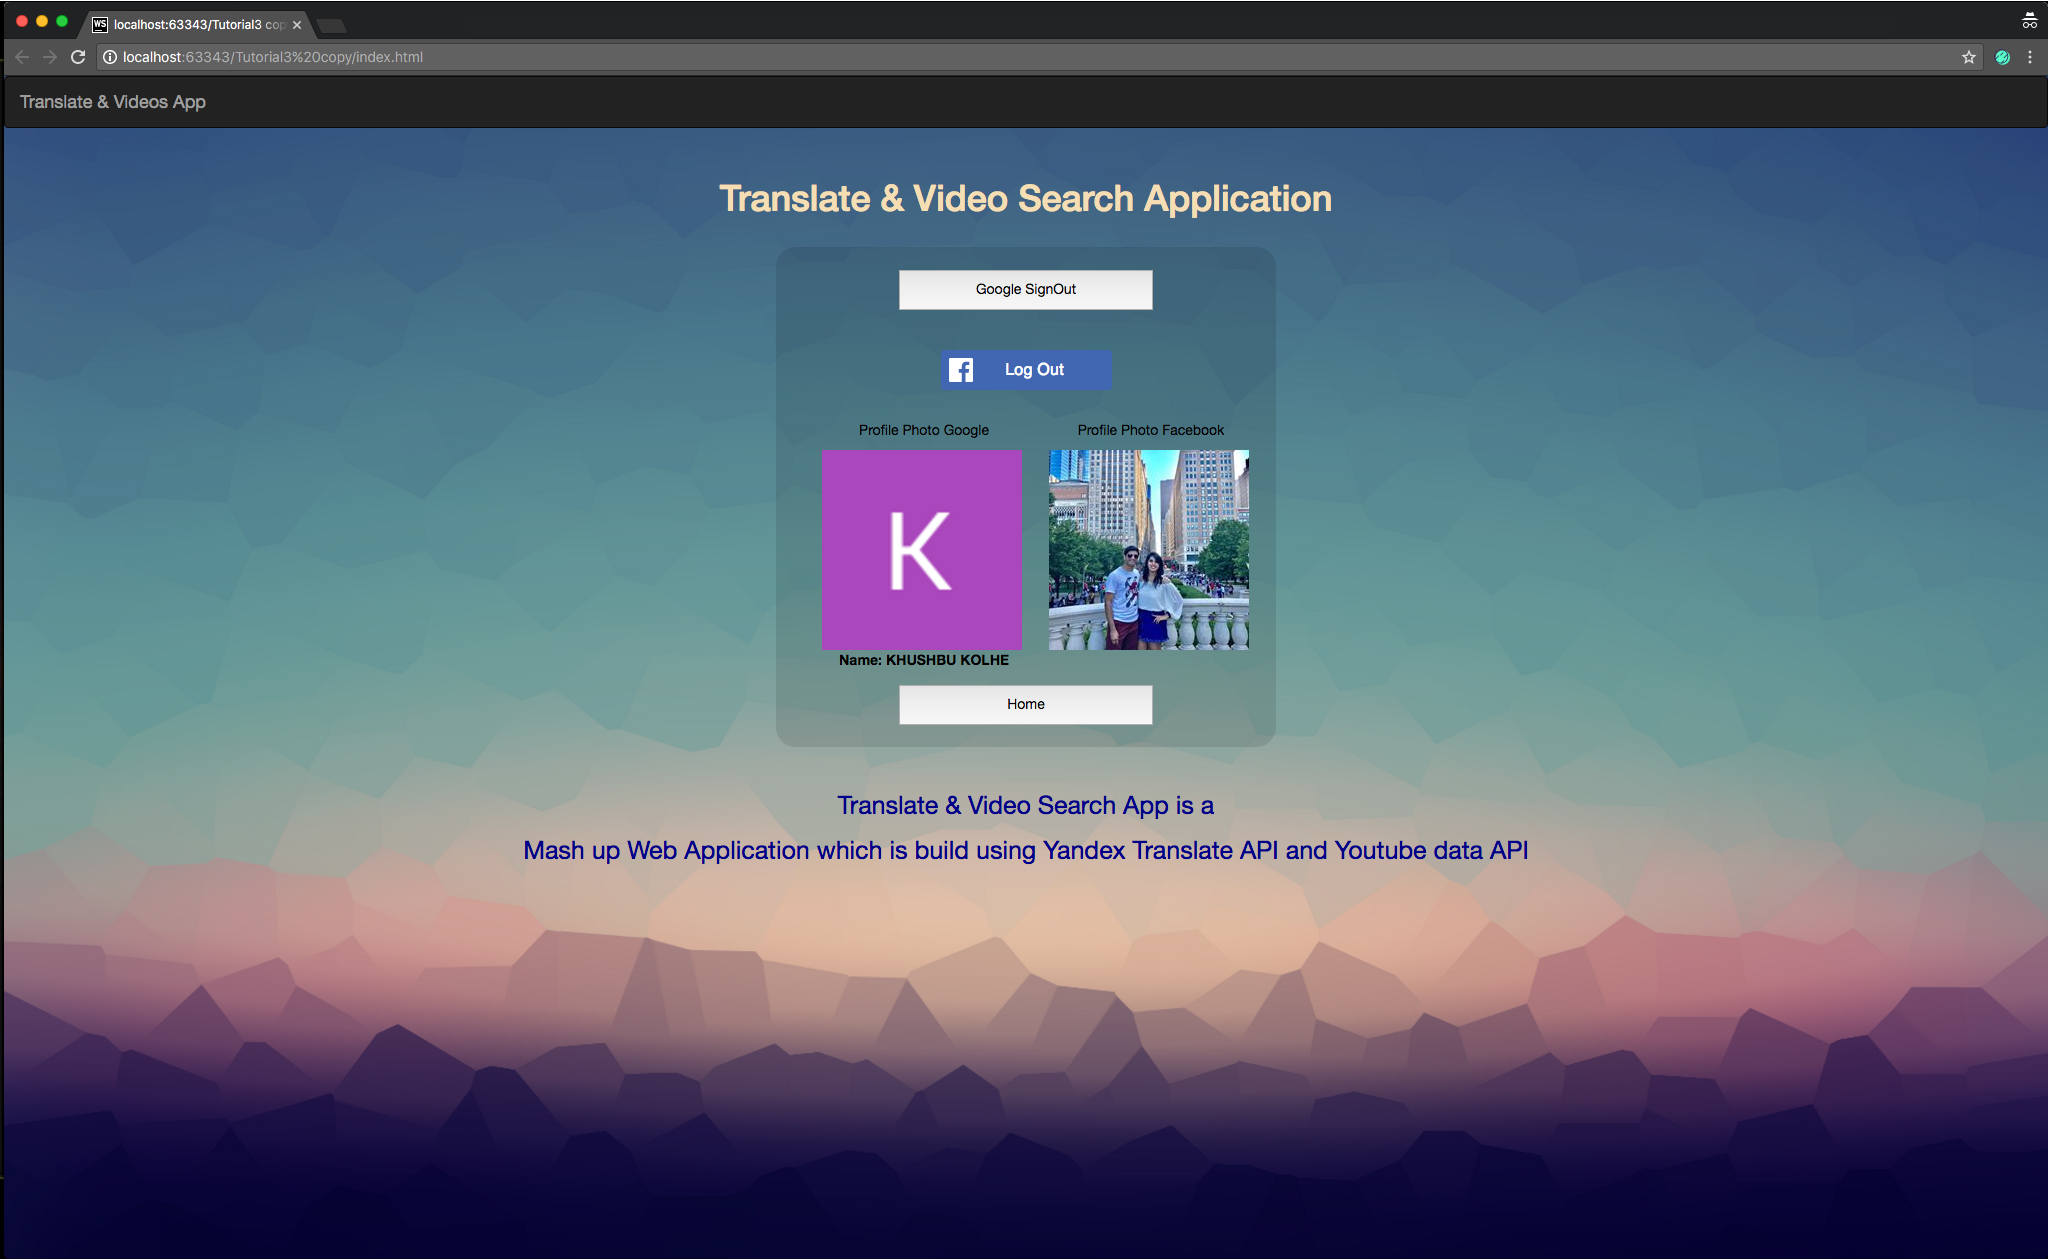 WS localhost:63343/Tutorial3 cop
localhost:63343/Tutorial3%20copy/index.html
Translate & Videos App
Translate & Video Search Application
Google SignOut
Log Out
Profile Photo Google
Profile Photo Facebook
K
Name: KHUSHBU KOLHE
Home
Translate & Video Search App is a
Mash up Web Application which is build using Yandex Translate API and Youtube data API